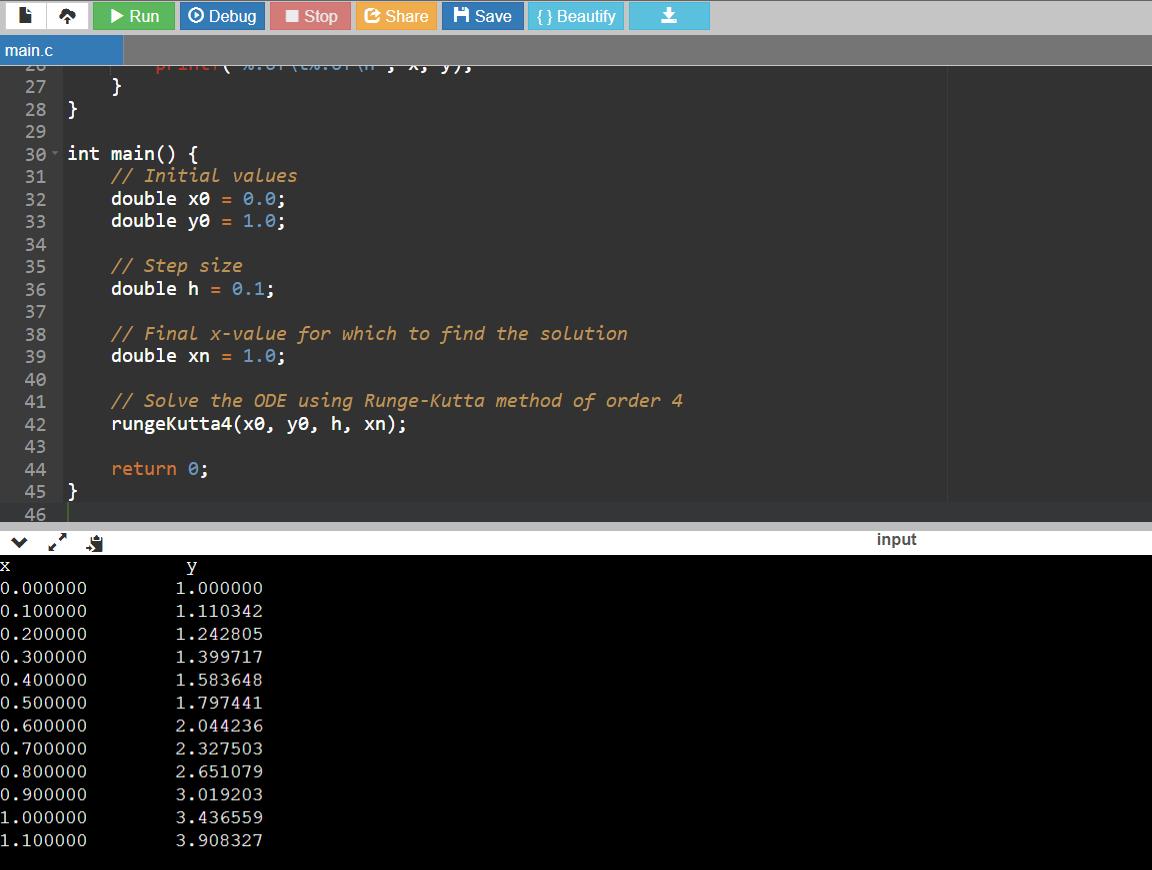 Run Debug Stop Share Save { } Beautify
main.c
26 printf("%.6f\t%.6f\n", x, y);
27 }
28 }
29
30 int main() {
31 // Initial values
32 double x0 = 0.0;
33 double y0 = 1.0;
34
35 // Step size
36 double h = 0.1;
37
38 // Final x-value for which to find the solution
39 double xn = 1.0;
40
41 // Solve the ODE using Runge-Kutta method of order 4
42 rungeKutta4(x0, y0, h, xn);
43
44 return 0;
45 }
46
input
x y
0.000000 1.000000
0.100000 1.110342
0.200000 1.242805
0.300000 1.399717
0.400000 1.583648
0.500000 1.797441
0.600000 2.044236
0.700000 2.327503
0.800000 2.651079
0.900000 3.019203
1.000000 3.436559
1.100000 3.908327